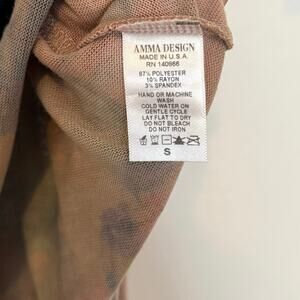 AMMA DESIGN
MADE IN U.S.A.
RN 140966
87% POLYESTER
10% RAYON
3% SPANDEX
HAND OR MACHINE
WASH
COLD WATER ON
GENTLE CYCLE
LAY FLAT TO DRY
DO NOT BLEACH
DO NOT IRON
S